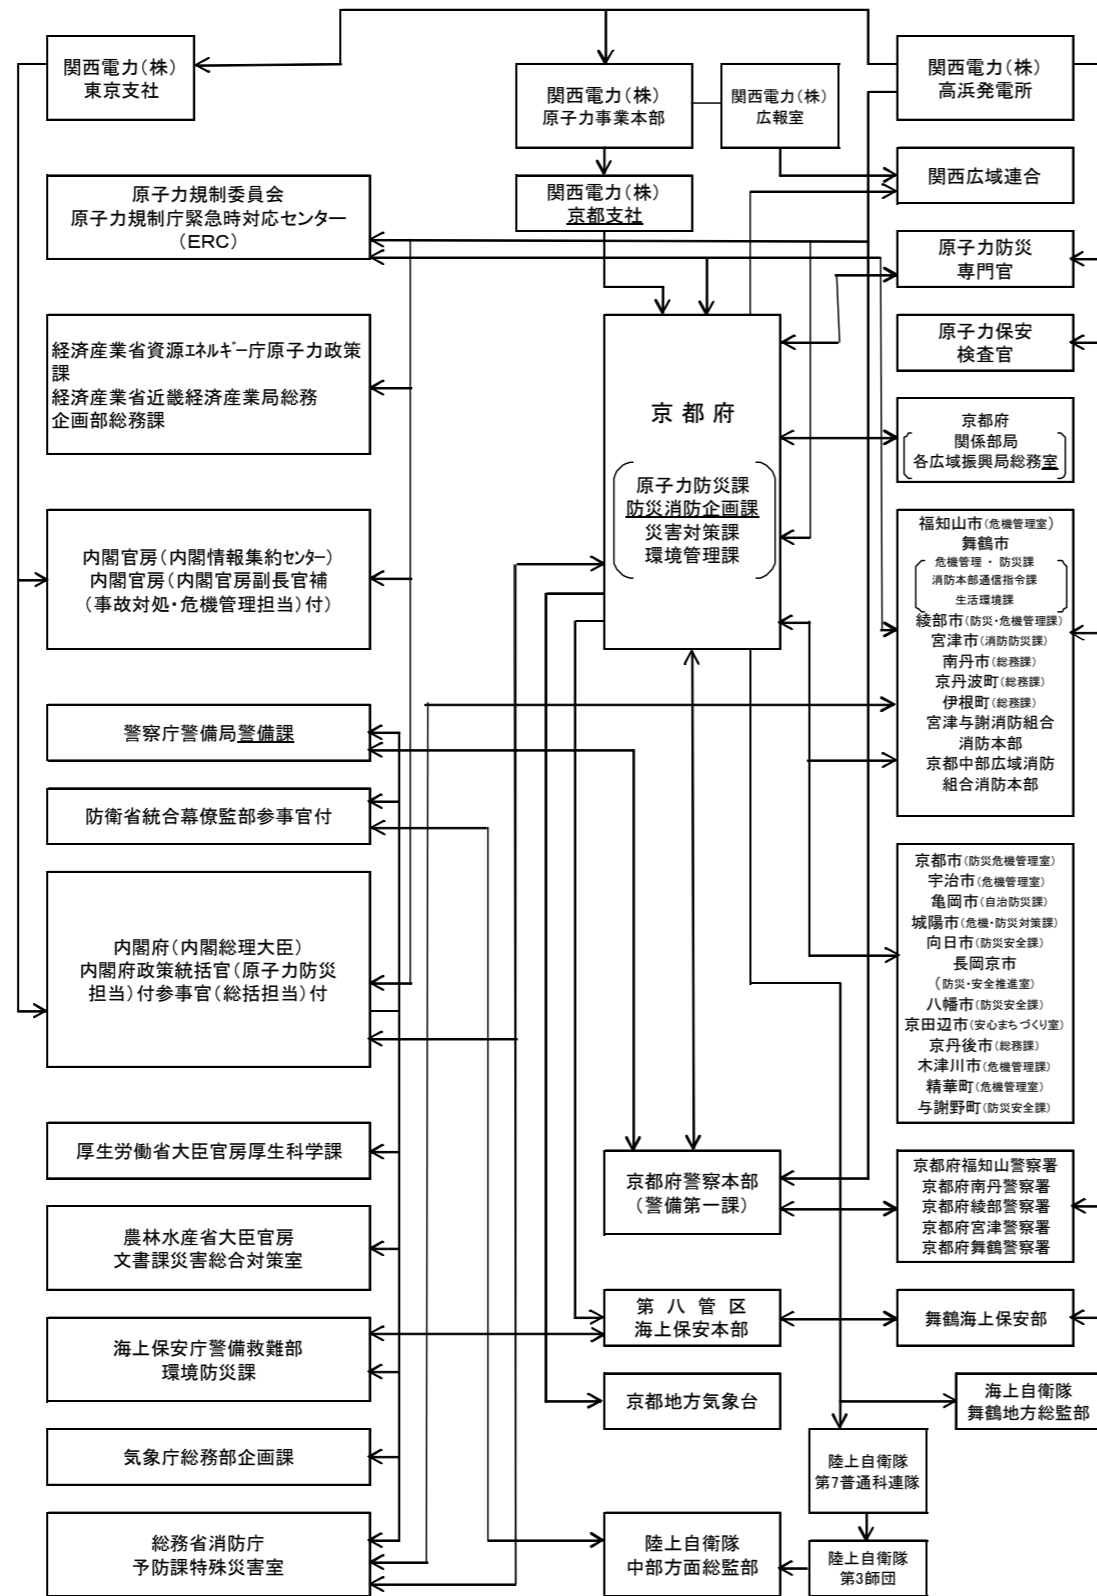 関西電力（株）
東京支社
関西電力（株）
原子力事業本部
関西電力（株）
広報室
関西電力（株）
高浜発電所
原子力規制委員会
原子力規制庁緊急時対応センター
（ERC）
関西電力（株）
京都支社
関西広域連合
原子力防災
専門官
原子力保安
検査官
経済産業省資源エネルギー庁原子力政策
課
経済産業省近畿経済産業局総務
企画部総務課
京都府
原子力防災課
防災消防企画課
災害対策課
環境管理課
京都府
関係部局
各広域振興局総務室
内閣官房（内閣情報集約センター）
内閣官房（内閣官房副長官補
（事故対処・危機管理担当）付）
福知山市（危機管理室）
舞鶴市
危機管理・防災課
消防本部通信指令課
生活環境課
綾部市（防災・危機管理課）
宮津市（消防防災課）
南丹市（総務課）
京丹波町（総務課）
伊根町（総務課）
宮津与謝消防組合
消防本部
京都中部広域消防
組合消防本部
警察庁警備局警備課
防衛省統合幕僚監部参事官付
内閣府（内閣総理大臣）
内閣府政策統括官（原子力防災
担当）付参事官（総括担当）付
京都市（防災危機管理室）
宇治市（危機管理室）
亀岡市（自治防災課）
城陽市（危機・防災対策課）
向日市（防災安全課）
長岡京市
（防災・安全推進室）
八幡市（防災安全課）
京田辺市（安心まちづくり室）
京丹後市（総務課）
木津川市（危機管理課）
精華町（危機管理室）
与謝野町（防災安全課）
厚生労働省大臣官房厚生科学課
京都府警察本部
（警備第一課）
京都府福知山警察署
京都府南丹警察署
京都府綾部警察署
京都府宮津警察署
京都府舞鶴警察署
農林水産省大臣官房
文書課災害総合対策室
第八管区
海上保安本部
舞鶴海上保安部
海上保安庁警備救難部
環境防災課
京都地方気象台
海上自衛隊
舞鶴地方総監部
気象庁総務部企画課
陸上自衛隊
第7普通科連隊
総務省消防庁
予防課特殊災害室
陸上自衛隊
中部方面総監部
陸上自衛隊
第3師団